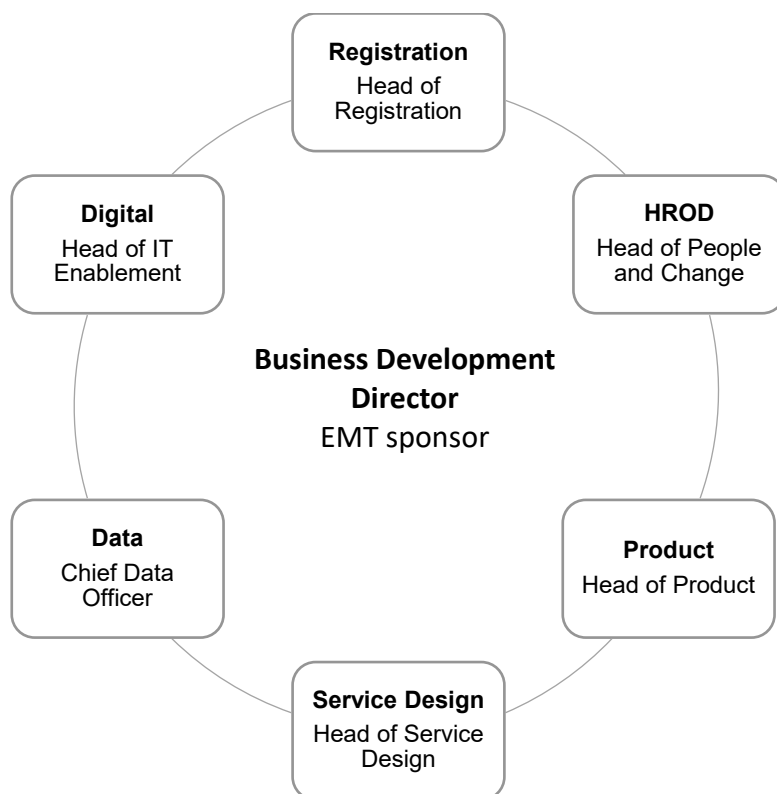 Registration
Head of
Registration
Digital
Head of IT
Enablement
HROD
Head of People
and Change
Business Development
Director
EMT sponsor
Data
Chief Data
Officer
Product
Head of Product
Service Design
Head of Service
Design